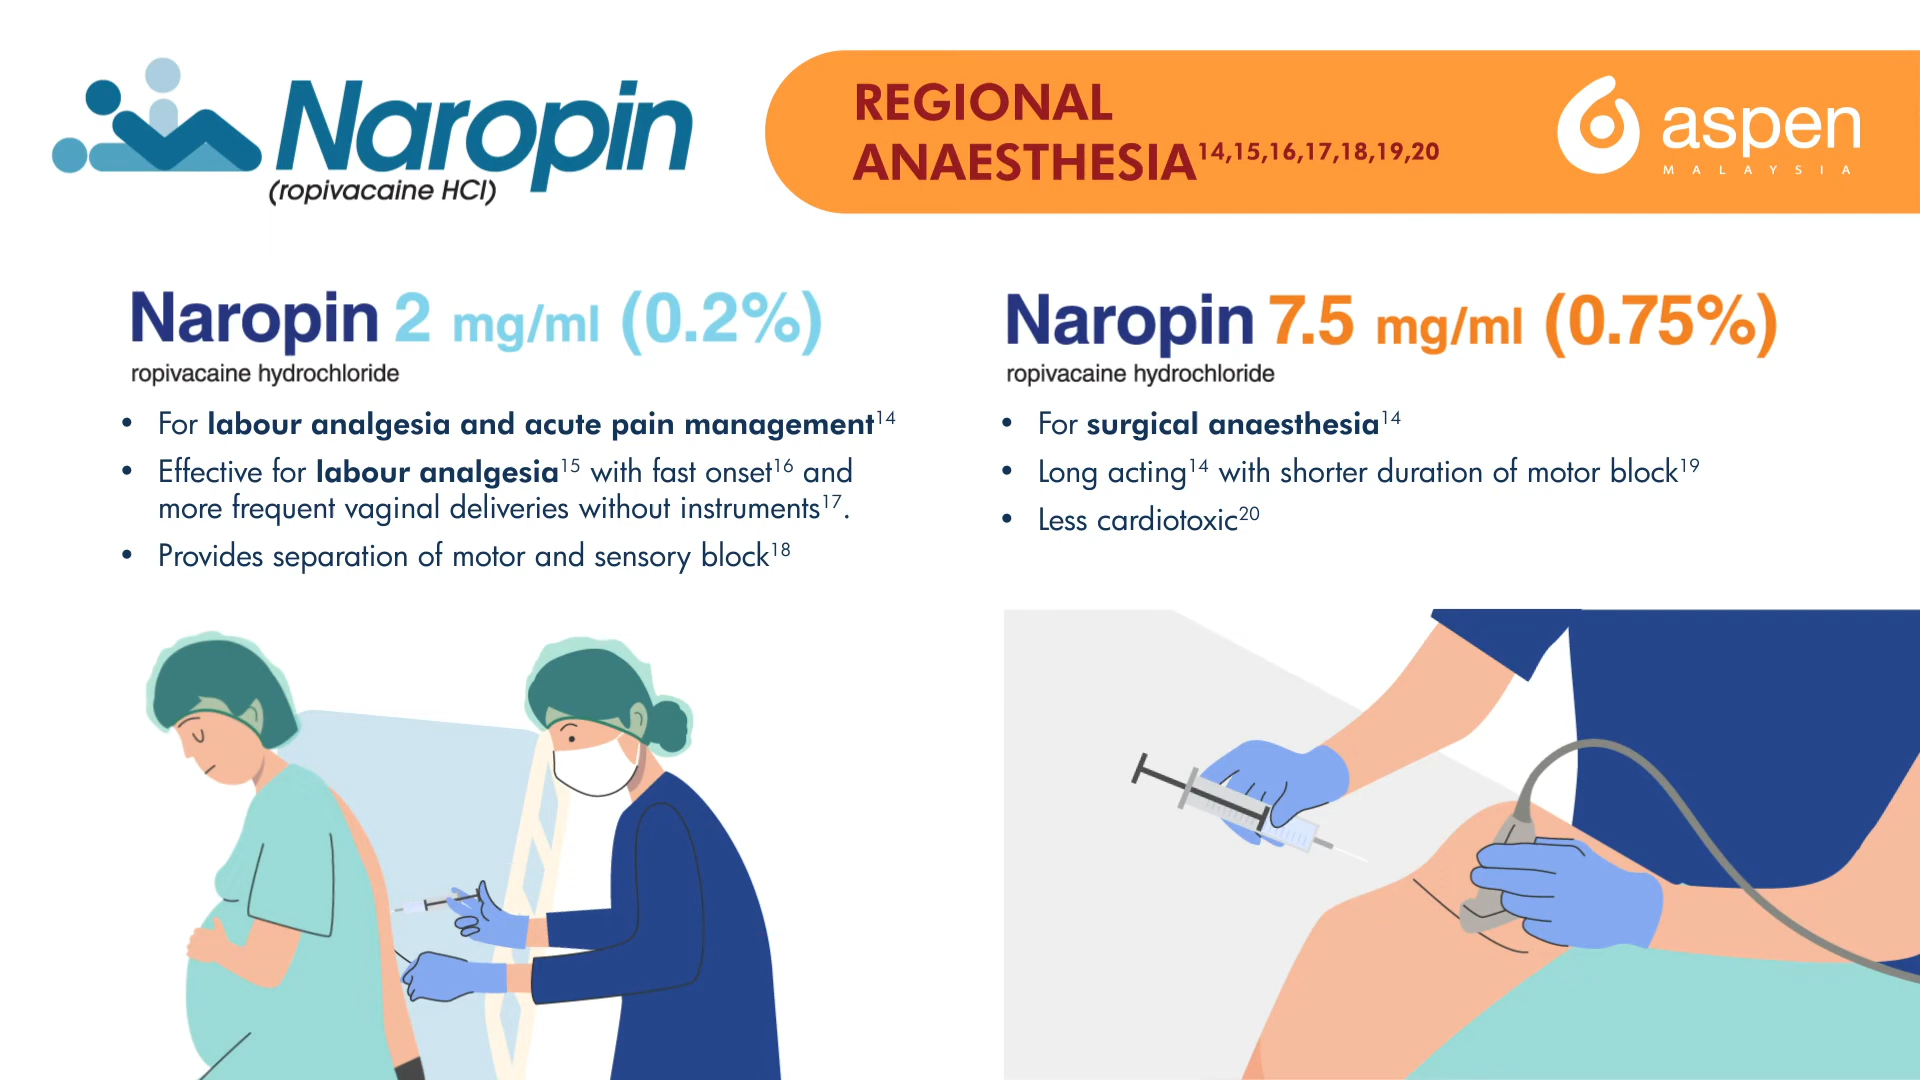 Naropin
(ropivacaine HCl)
REGIONAL
ANAESTHESIA14,15,16,17,18,19,20
aspen
MALAYSIA
Naropin 2 mg/ml (0.2%)
ropivacaine hydrochloride
• For labour analgesia and acute pain management14
• Effective for labour analgesia15 with fast onset16 and
more frequent vaginal deliveries without instruments17.
• Provides separation of motor and sensory block18
Naropin 7.5 mg/ml (0.75%)
ropivacaine hydrochloride
• For surgical anaesthesia14
• Long acting14 with shorter duration of motor block19
• Less cardiotoxic20